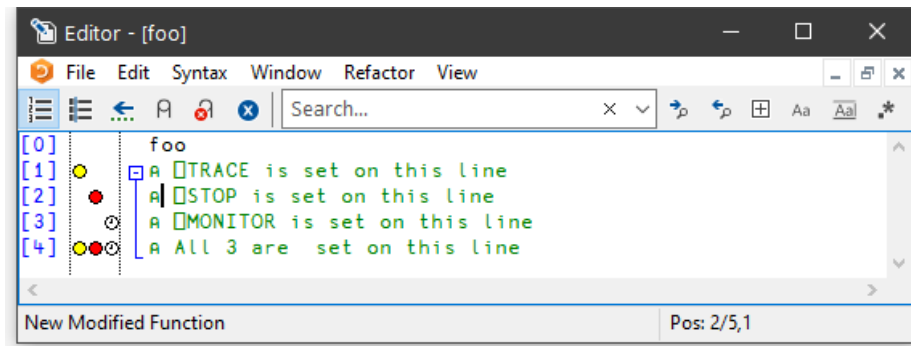 Editor - [foo]
File Edit Syntax Window Refactor View
Search... Aa Aa .*
[0] foo
[1] ⍝ ⎕TRACE is set on this line
[2] ⍝ ⎕STOP is set on this line
[3] ⍝ ⎕MONITOR is set on this line
[4] ⍝ All 3 are  set on this line
New Modified Function Pos: 2/5,1